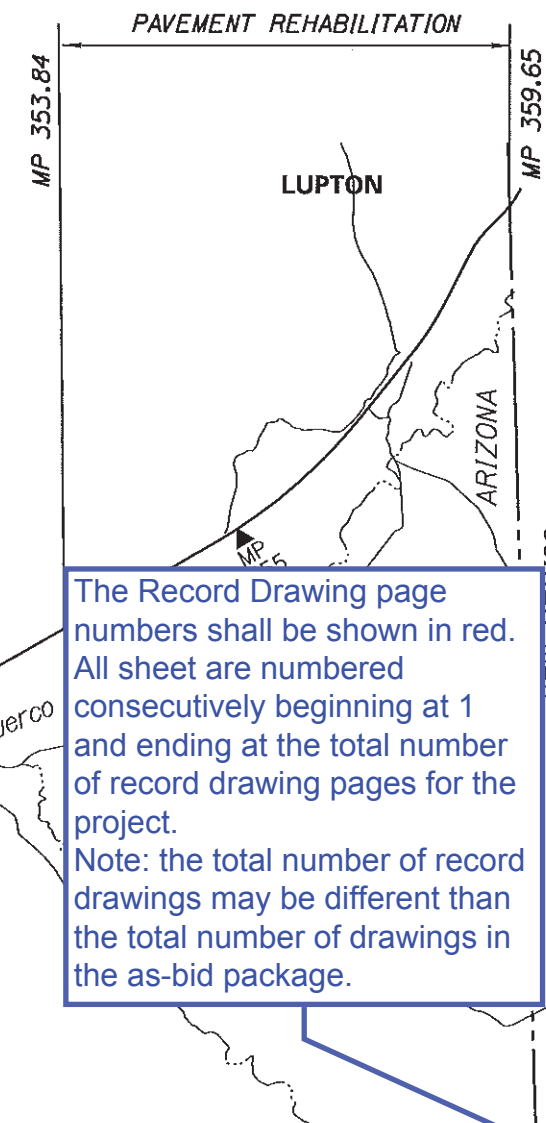 PAVEMENT REHABILITATION
MP 353.84
MP 359.65
LUPTON
ARIZONA
MP
The Record Drawing page
numbers shall be shown in red.
All sheet are numbered
consecutively beginning at 1
and ending at the total number
of record drawing pages for the
project.
Note: the total number of record
drawings may be different than
the total number of drawings in
the as-bid package.
uerco